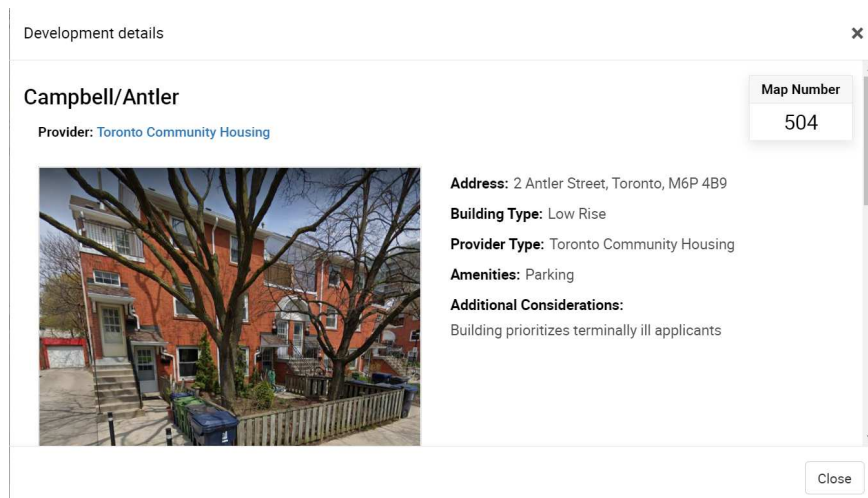 Development details
×
Campbell/Antler
Map Number
504
Provider: Toronto Community Housing
Address: 2 Antler Street, Toronto, M6P 4B9
Building Type: Low Rise
Provider Type: Toronto Community Housing
Amenities: Parking
Additional Considerations:
Building prioritizes terminally ill applicants
Close